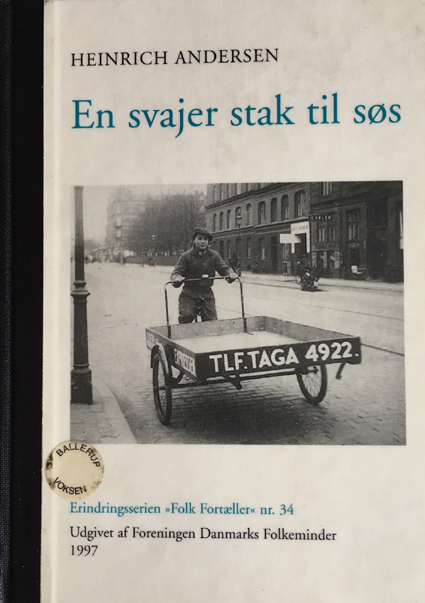 HEINRICH ANDERSEN
En svajer stak til søs
CYKLER
TLF.TAGA 4922.
BALLERUP
VOKSEN
Erindringsserien »Folk Fortæller« nr. 34
Udgivet af Foreningen Danmarks Folkeminder
1997